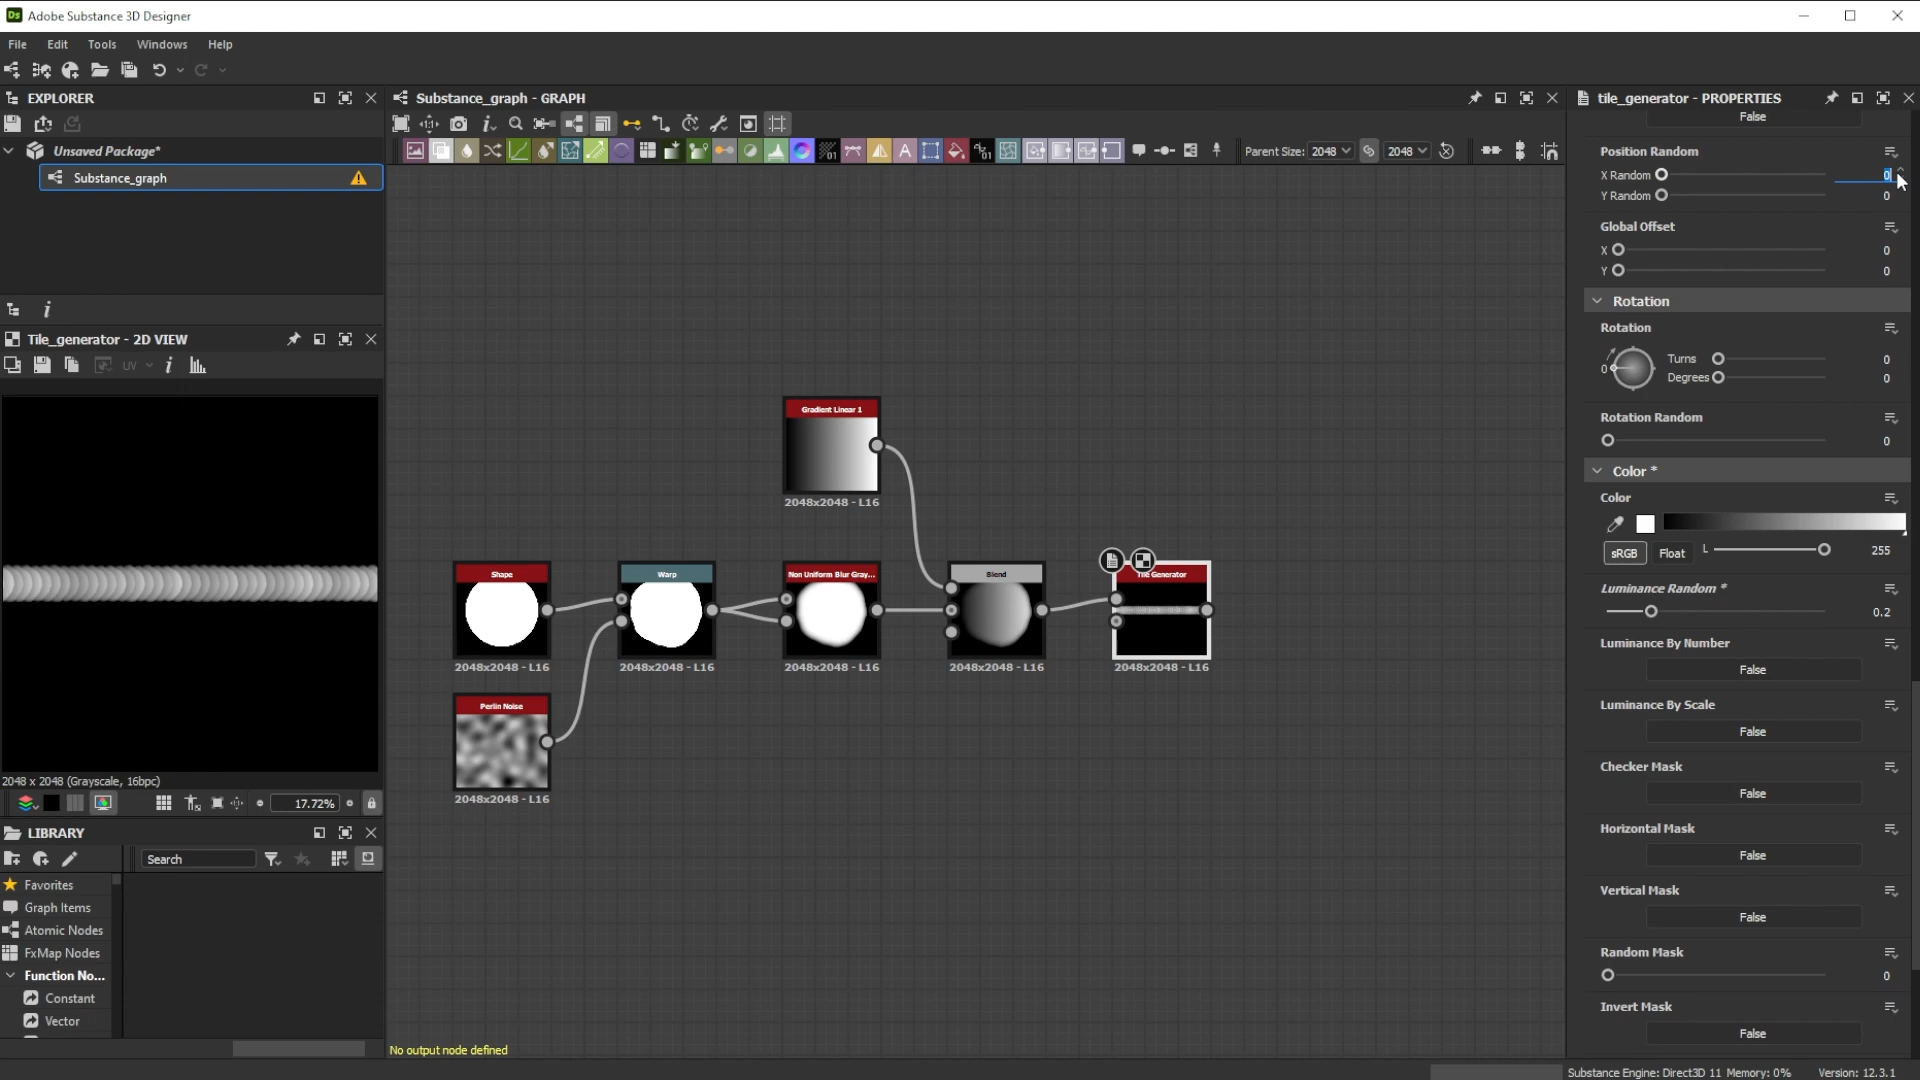 Adobe Substance 3D Designer
File Edit Tools Windows Help
EXPLORER
Unsaved Package*
Substance_graph
Tile_generator - 2D VIEW
UV
2048 x 2048 (Grayscale, 16bpc)
17.72%
LIBRARY
Search
Favorites
Graph Items
Atomic Nodes
FxMap Nodes
Function No...
Constant
Vector
Substance_graph - GRAPH
Parent Size: 2048 2048
Gradient Linear 1
2048x2048 - L16
Shape
2048x2048 - L16
Warp
2048x2048 - L16
Non Uniform Blur Gray...
2048x2048 - L16
Blend
2048x2048 - L16
Tile Generator
2048x2048 - L16
Perlin Noise
2048x2048 - L16
No output node defined
tile_generator - PROPERTIES
False
Position Random
X Random 0
Y Random 0
Global Offset
X 0
Y 0
Rotation
Rotation
0 Turns 0
Degrees 0
Rotation Random
0
Color *
Color
sRGB Float L 255
Luminance Random *
0.2
Luminance By Number
False
Luminance By Scale
False
Checker Mask
False
Horizontal Mask
False
Vertical Mask
False
Random Mask
0
Invert Mask
False
Substance Engine: Direct3D 11 Memory: 0% Version: 12.3.1